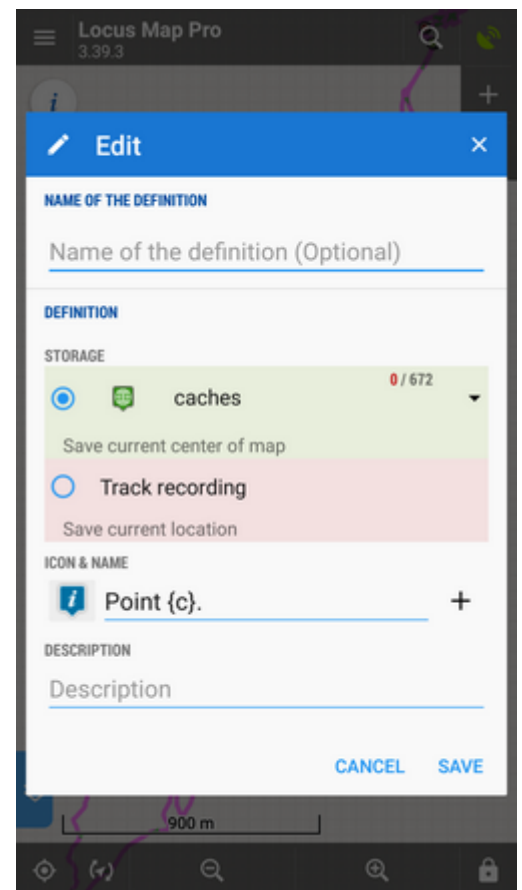 Locus Map Pro
3.39.3
i
Edit
NAME OF THE DEFINITION
Name of the definition (Optional)
DEFINITION
STORAGE
0 / 672
caches
Save current center of map
Track recording
Save current location
ICON & NAME
i Point {c}.
DESCRIPTION
Description
CANCEL SAVE
900 m